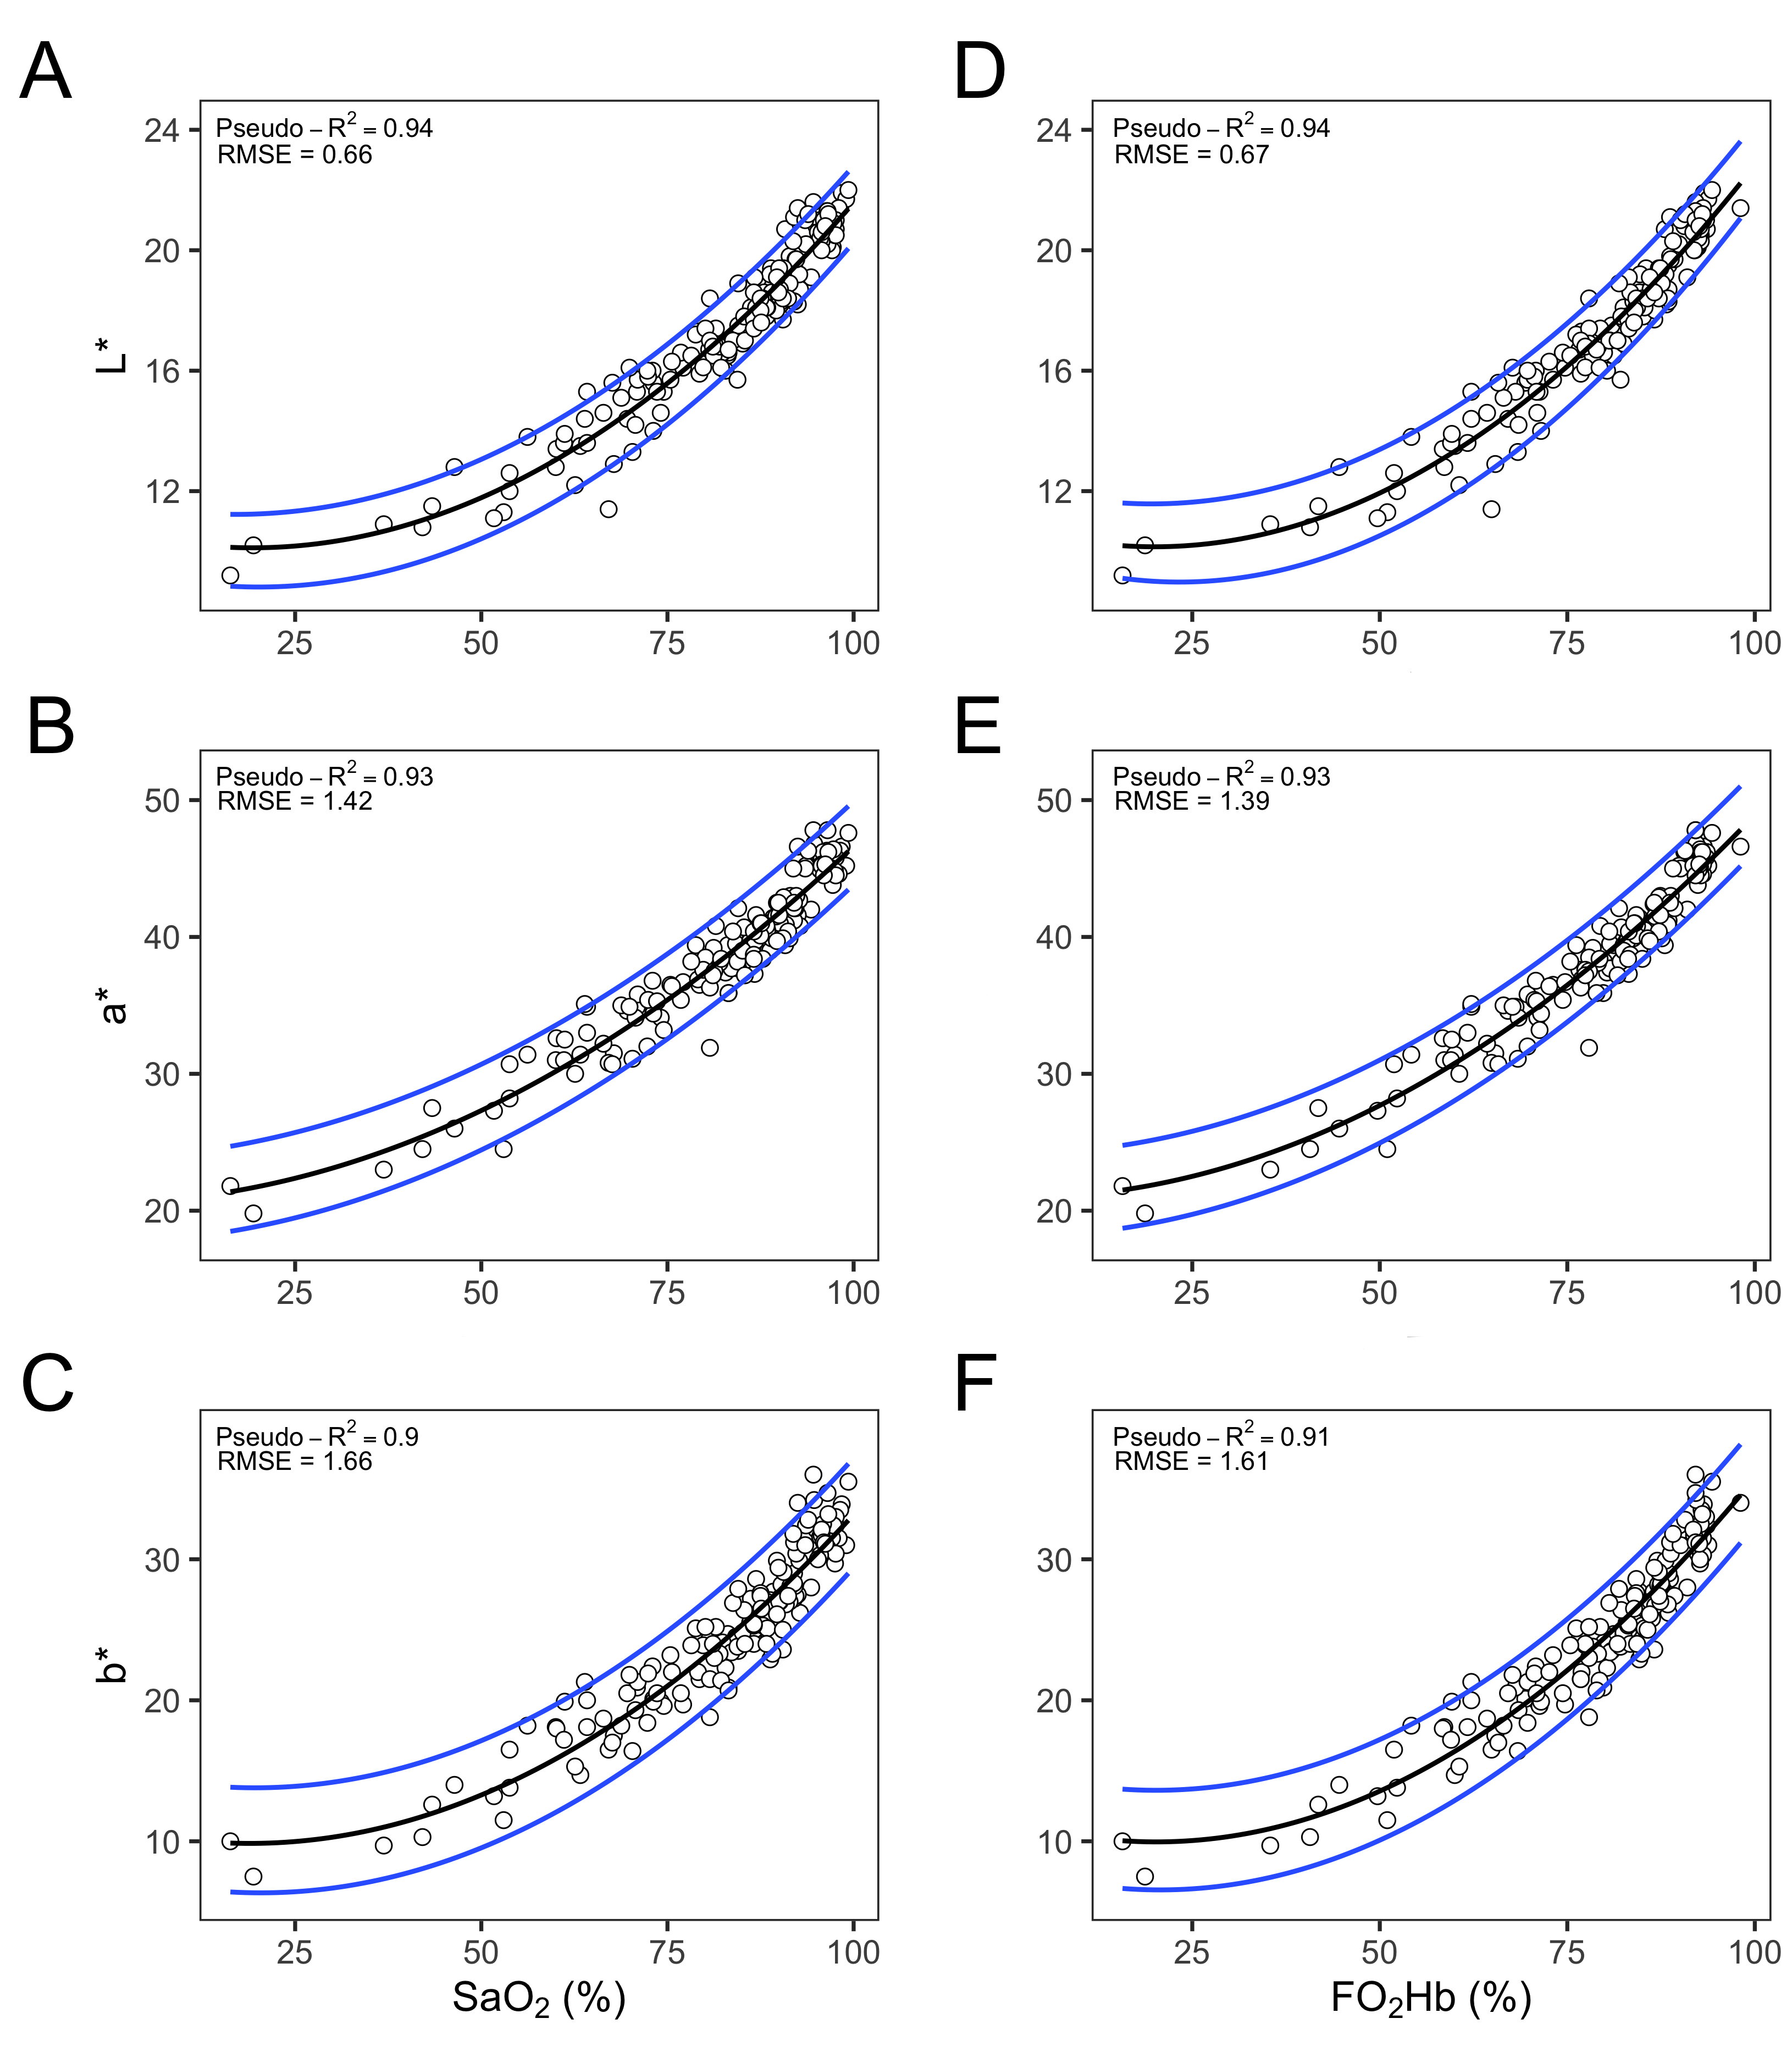 A
Pseudo – R² = 0.94
RMSE = 0.66
24
20
16
12
L*
25 50 75 100
D
Pseudo – R² = 0.94
RMSE = 0.67
24
20
16
12
25 50 75 100
B
Pseudo – R² = 0.93
RMSE = 1.42
50
40
30
20
a*
25 50 75 100
E
Pseudo – R² = 0.93
RMSE = 1.39
50
40
30
20
25 50 75 100
C
Pseudo – R² = 0.9
RMSE = 1.66
30
20
10
b*
25 50 75 100
SaO₂ (%)
F
Pseudo – R² = 0.91
RMSE = 1.61
30
20
10
25 50 75 100
FO₂Hb (%)